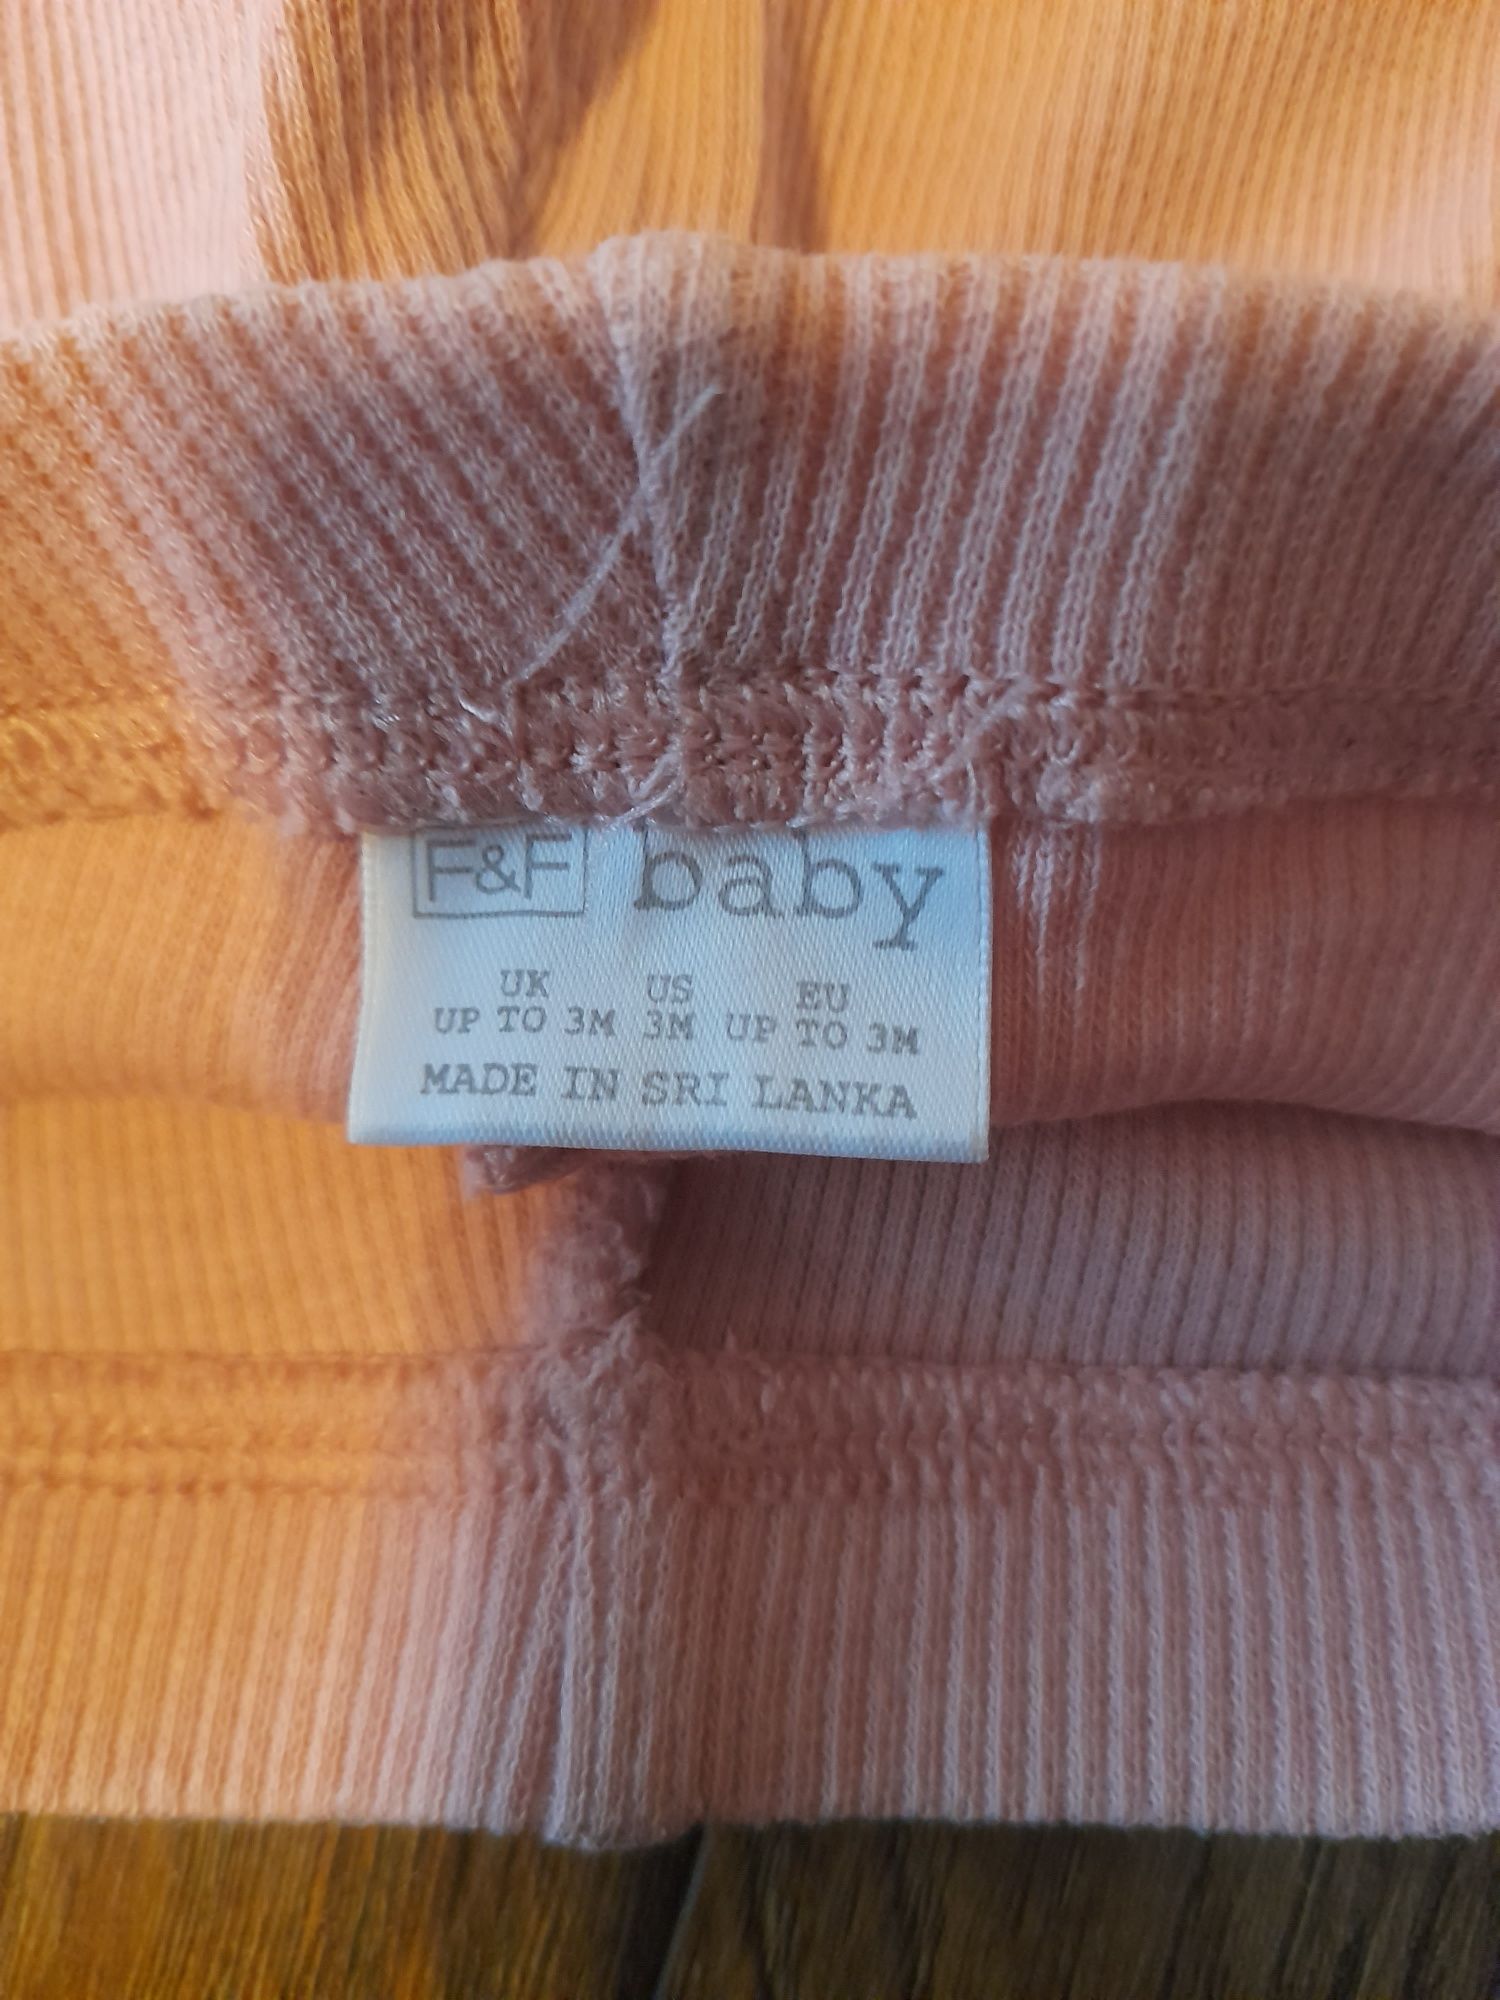 F&F baby
UK US EU
UP TO 3M 3M UP TO 3M
MADE IN SRI LANKA